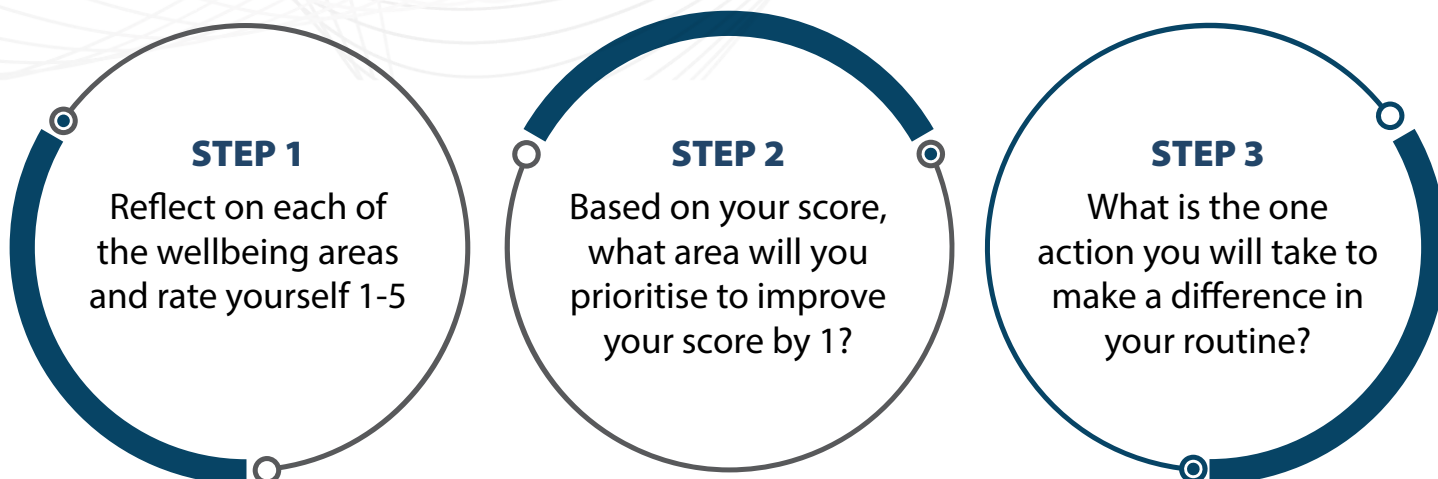 STEP 1
Reflect on each of
the wellbeing areas
and rate yourself 1-5
STEP 2
Based on your score,
what area will you
prioritise to improve
your score by 1?
STEP 3
What is the one
action you will take to
make a difference in
your routine?